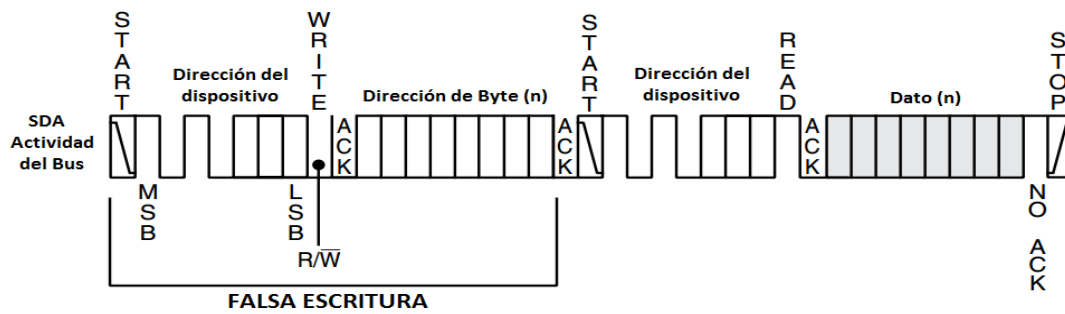 START
WRITE
START
READ
STOP
Dirección del
dispositivo
Dirección de Byte (n)
Dirección del
dispositivo
Dato (n)
SDA
Actividad
del Bus
ACK
ACK
ACK
MSB
LSB
R/W̅
NO ACK
FALSA ESCRITURA